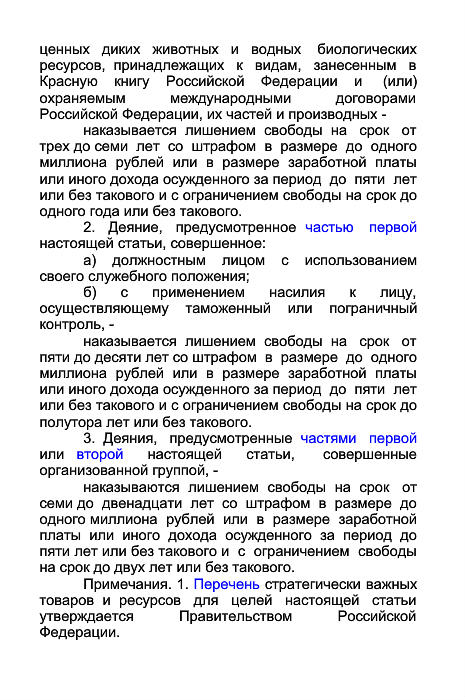 ценных диких животных и водных биологических
ресурсов, принадлежащих к видам, занесенным в
Красную книгу Российской Федерации и (или)
охраняемым международными договорами
Российской Федерации, их частей и производных -
наказывается лишением свободы на срок от
трех до семи лет со штрафом в размере до одного
миллиона рублей или в размере заработной платы
или иного дохода осужденного за период до пяти лет
или без такового и с ограничением свободы на срок до
одного года или без такового.
2. Деяние, предусмотренное частью первой
настоящей статьи, совершенное:
а) должностным лицом с использованием
своего служебного положения;
б) с применением насилия к лицу,
осуществляющему таможенный или пограничный
контроль, -
наказывается лишением свободы на срок от
пяти до десяти лет со штрафом в размере до одного
миллиона рублей или в размере заработной платы
или иного дохода осужденного за период до пяти лет
или без такового и с ограничением свободы на срок до
полутора лет или без такового.
3. Деяния, предусмотренные частями первой
или второй настоящей статьи, совершенные
организованной группой, -
наказываются лишением свободы на срок от
семи до двенадцати лет со штрафом в размере до
одного миллиона рублей или в размере заработной
платы или иного дохода осужденного за период до
пяти лет или без такового и с ограничением свободы
на срок до двух лет или без такового.
Примечания. 1. Перечень стратегически важных
товаров и ресурсов для целей настоящей статьи
утверждается Правительством Российской
Федерации.